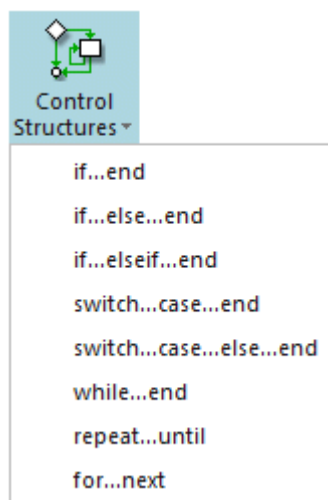 Control
Structures
if...end
if...else...end
if...elseif...end
switch...case...end
switch...case...else...end
while...end
repeat...until
for...next